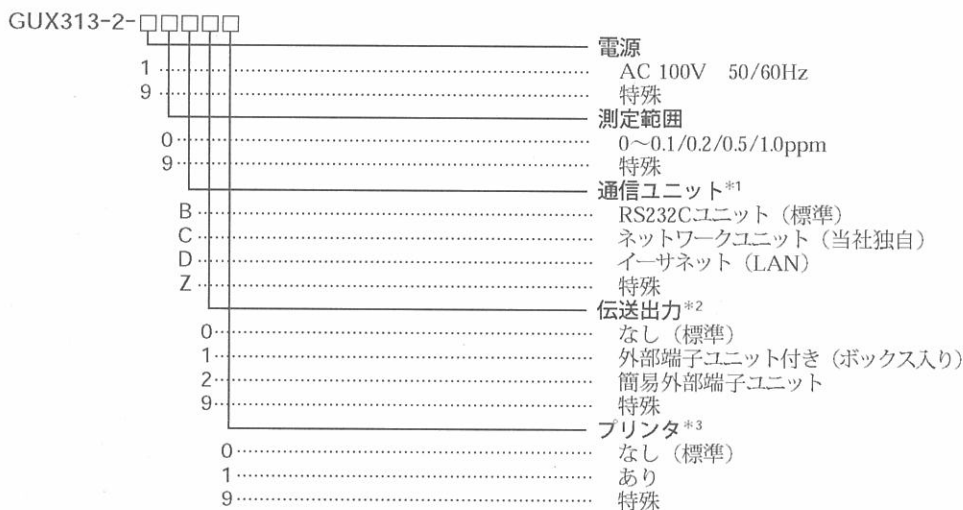 GUX313-2-□□□□□
電源
1 AC 100V 50/60Hz
9 特殊
測定範囲
0 0〜0.1/0.2/0.5/1.0ppm
9 特殊
通信ユニット*1
B RS232Cユニット（標準）
C ネットワークユニット（当社独自）
D イーサネット（LAN）
Z 特殊
伝送出力*2
0 なし（標準）
1 外部端子ユニット付き（ボックス入り）
2 簡易外部端子ユニット
9 特殊
プリンタ*3
0 なし（標準）
1 あり
9 特殊